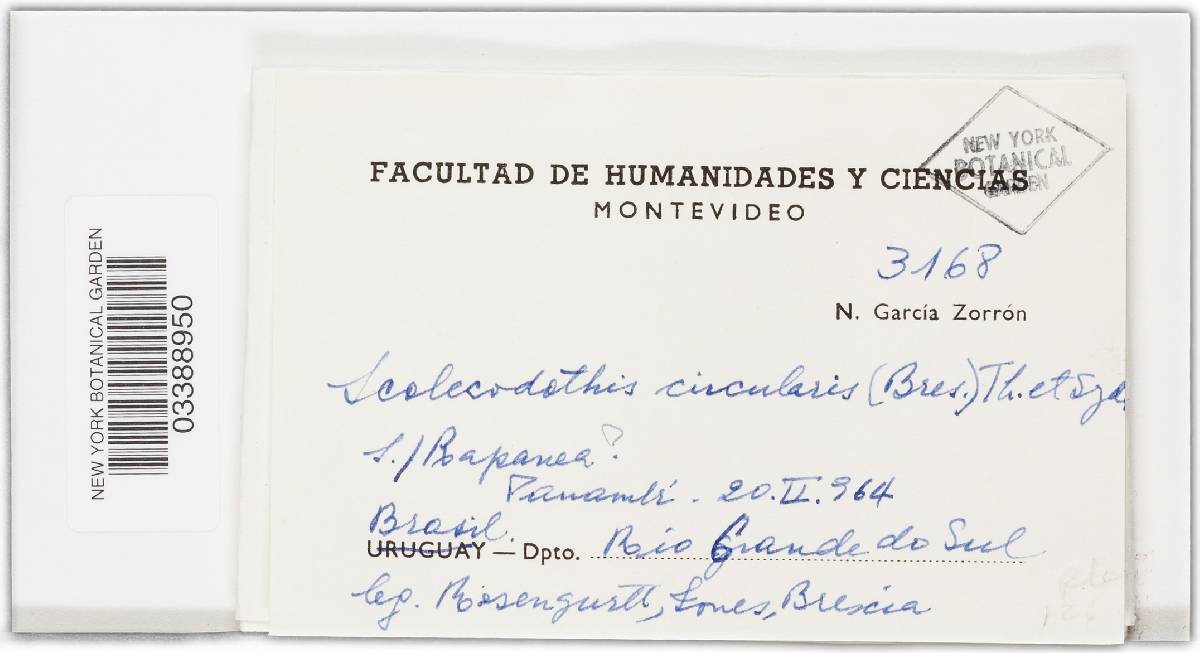 NEW YORK
BOTANICAL
GARDEN
FACULTAD DE HUMANIDADES Y CIENCIAS
MONTEVIDEO
3168
N. García Zorrón
Scolecodothis circularis (Bres.) Th. et Syd.
s./ Rapanea?
Panambí. 20.II.964
Brasil.
URUGUAY — Dpto. Rio Grande do Sul
leg. Rosengurtt, Brescia
NEW YORK BOTANICAL GARDEN
03388950